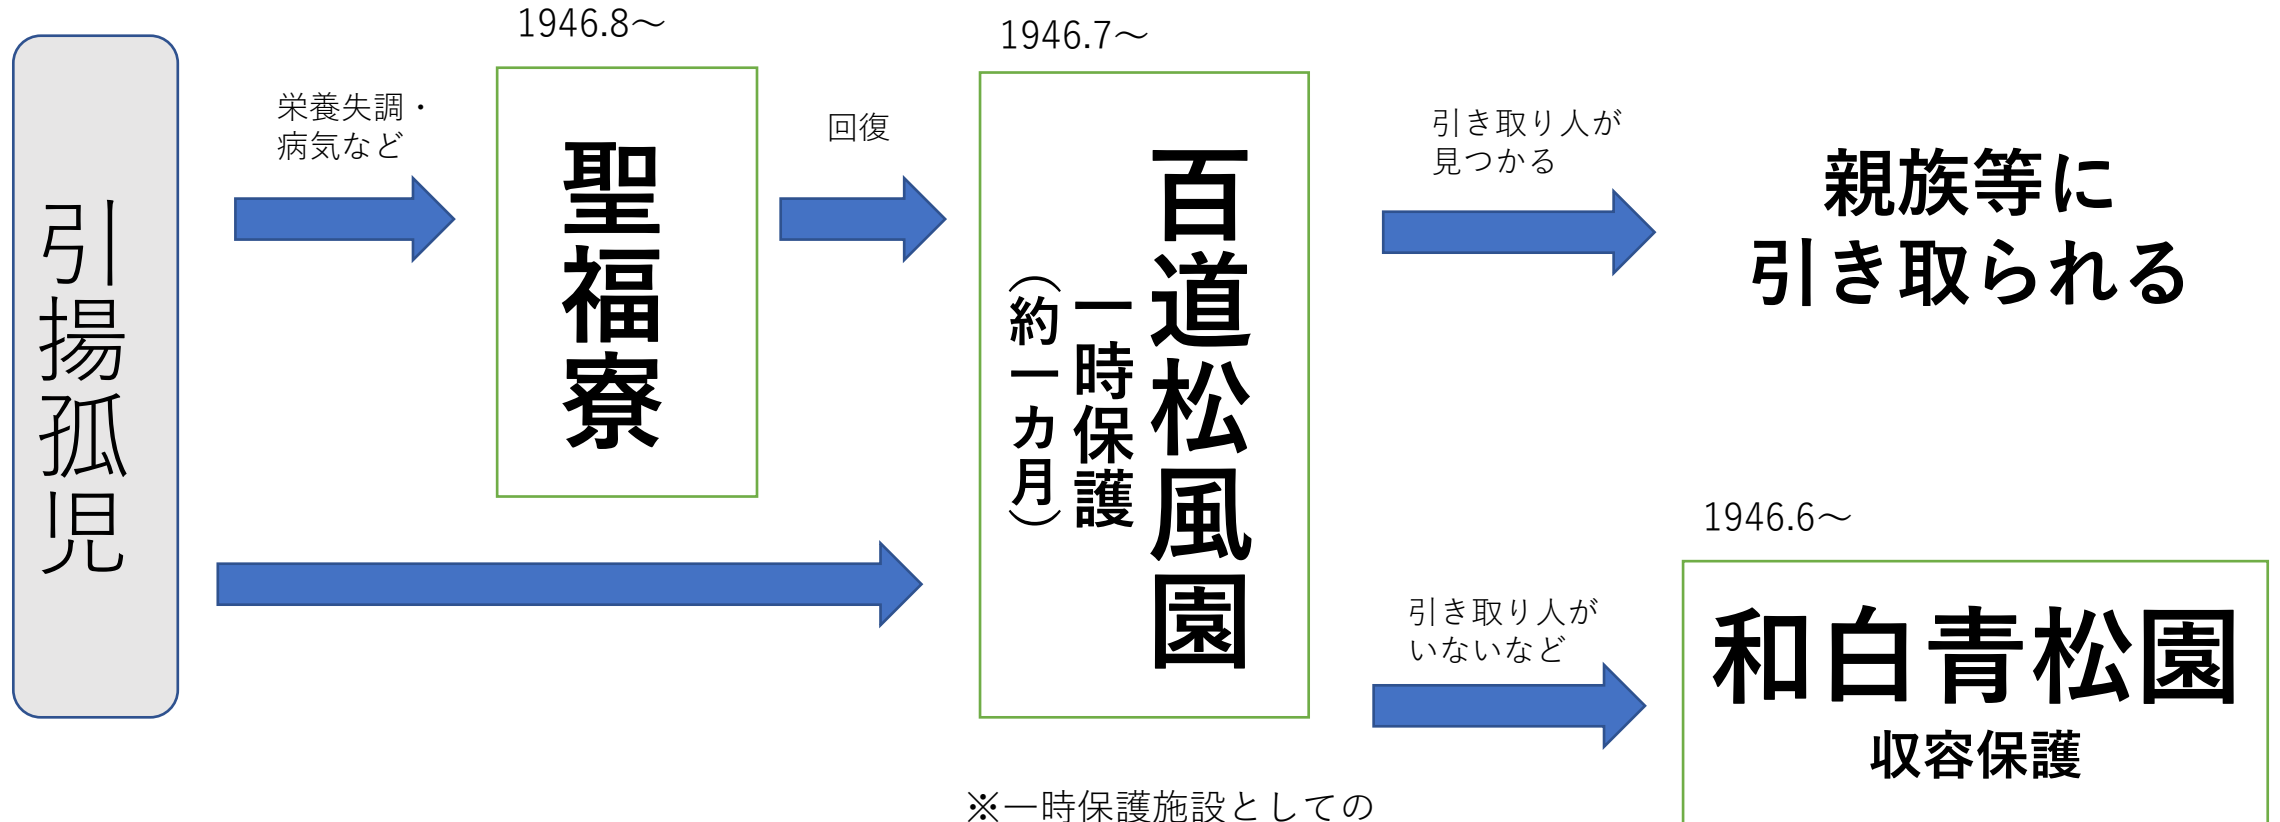 引揚孤児
栄養失調・
病気など
1946.8～
聖福寮
回復
1946.7～
百道松風園
一時保護
（約一カ月）
※一時保護施設としての
引き取り人が
見つかる
親族等に
引き取られる
引き取り人が
いないなど
1946.6～
和白青松園
収容保護